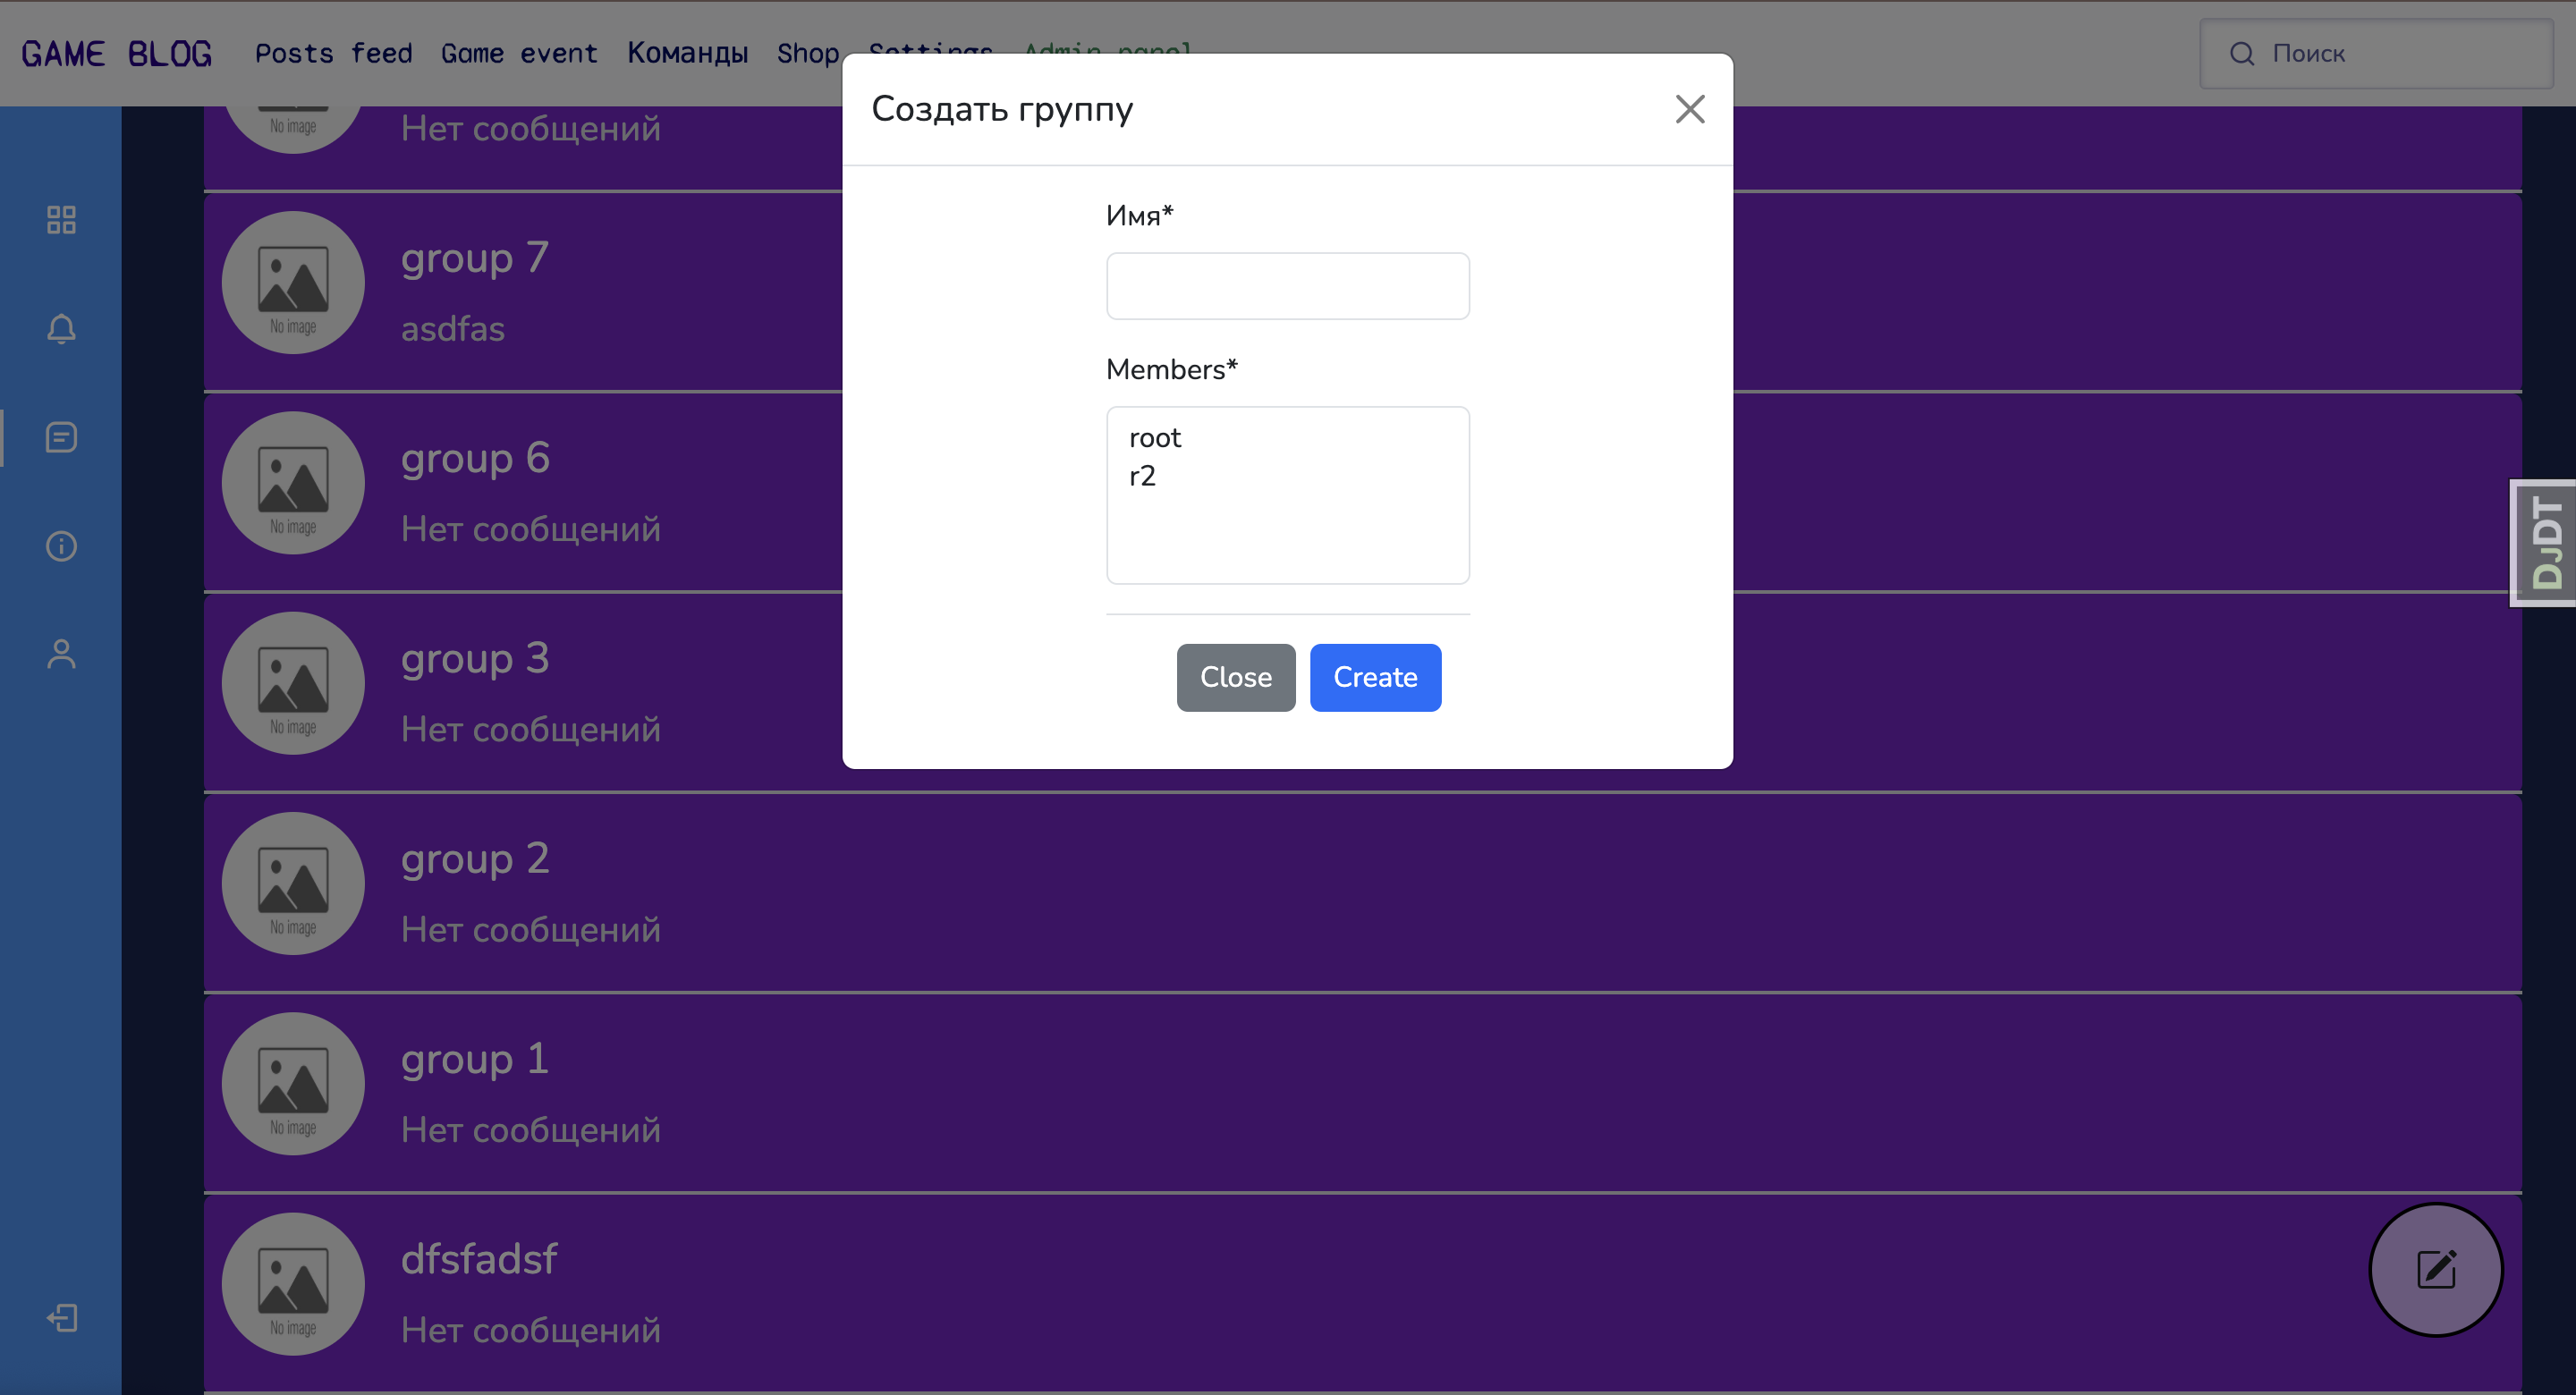 GAME BLOG
Posts feed
Game event
Команды
Shop
Settings
Admin panel
Поиск
No image
Нет сообщений
group 7
asdfas
No image
group 6
Нет сообщений
No image
group 3
Нет сообщений
No image
group 2
Нет сообщений
No image
group 1
Нет сообщений
No image
dfsfadsf
Нет сообщений
No image
Создать группу
Имя*
Members*
root
r2
Close
Create
DJDT